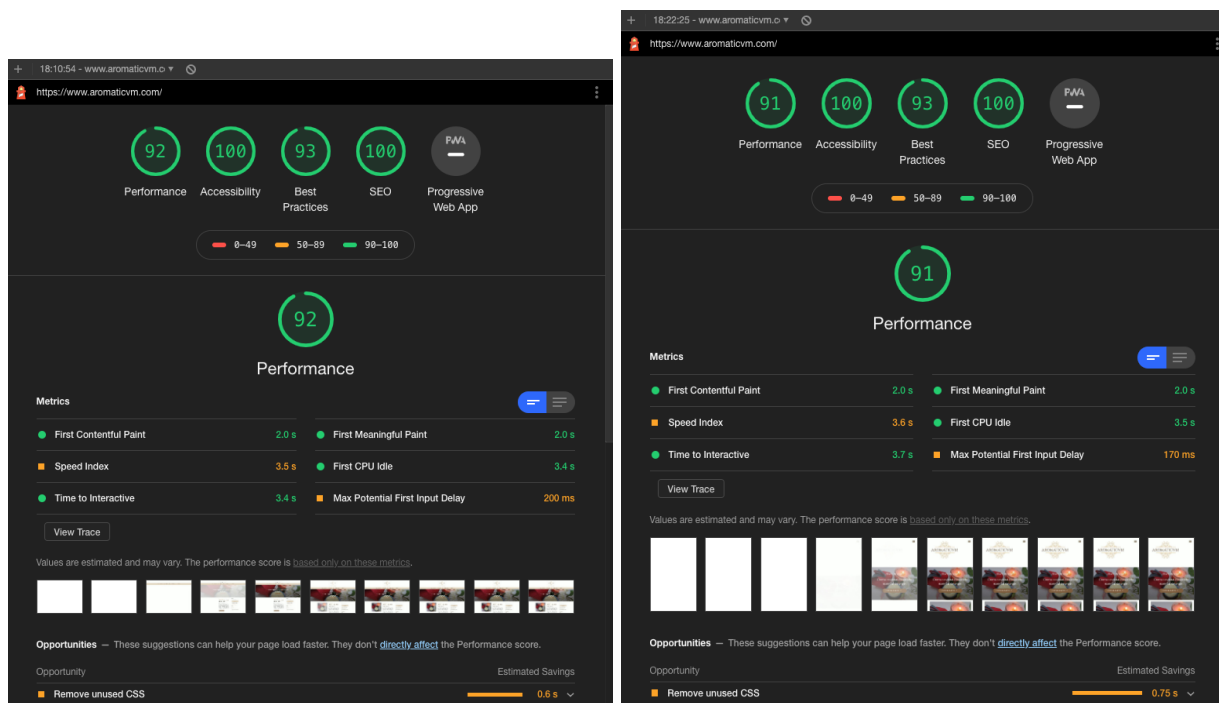 18:10:54 - www.aromaticvm.c
https://www.aromaticvm.com/
92 100 93 100 PWA
Performance Accessibility Best Practices SEO Progressive Web App
0–49 50–89 90–100
92
Performance
Metrics
First Contentful Paint 2.0 s First Meaningful Paint 2.0 s
Speed Index 3.5 s First CPU Idle 3.4 s
Time to Interactive 3.4 s Max Potential First Input Delay 200 ms
View Trace
Values are estimated and may vary. The performance score is based only on these metrics.
Opportunities — These suggestions can help your page load faster. They don't directly affect the Performance score.
Opportunity Estimated Savings
Remove unused CSS 0.6 s
18:22:25 - www.aromaticvm.c
https://www.aromaticvm.com/
91 100 93 100 PWA
Performance Accessibility Best Practices SEO Progressive Web App
0–49 50–89 90–100
91
Performance
Metrics
First Contentful Paint 2.0 s First Meaningful Paint 2.0 s
Speed Index 3.6 s First CPU Idle 3.5 s
Time to Interactive 3.7 s Max Potential First Input Delay 170 ms
View Trace
Values are estimated and may vary. The performance score is based only on these metrics.
Opportunities — These suggestions can help your page load faster. They don't directly affect the Performance score.
Opportunity Estimated Savings
Remove unused CSS 0.75 s